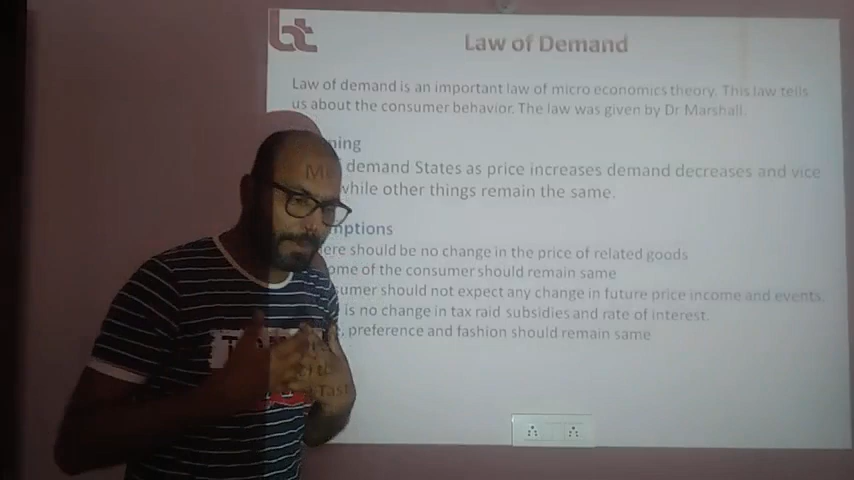 bt
Law of Demand
Law of demand is an important law of micro economics theory. This law tells
us about the consumer behavior. The law was given by Dr Marshall.
ning
demand States as price increases demand decreases and vice
while other things remain the same.
mptions
ere should be no change in the price of related goods
ome of the consumer should remain same
sumer should not expect any change in future price income and events.
is no change in tax raid subsidies and rate of interest.
, preference and fashion should remain same